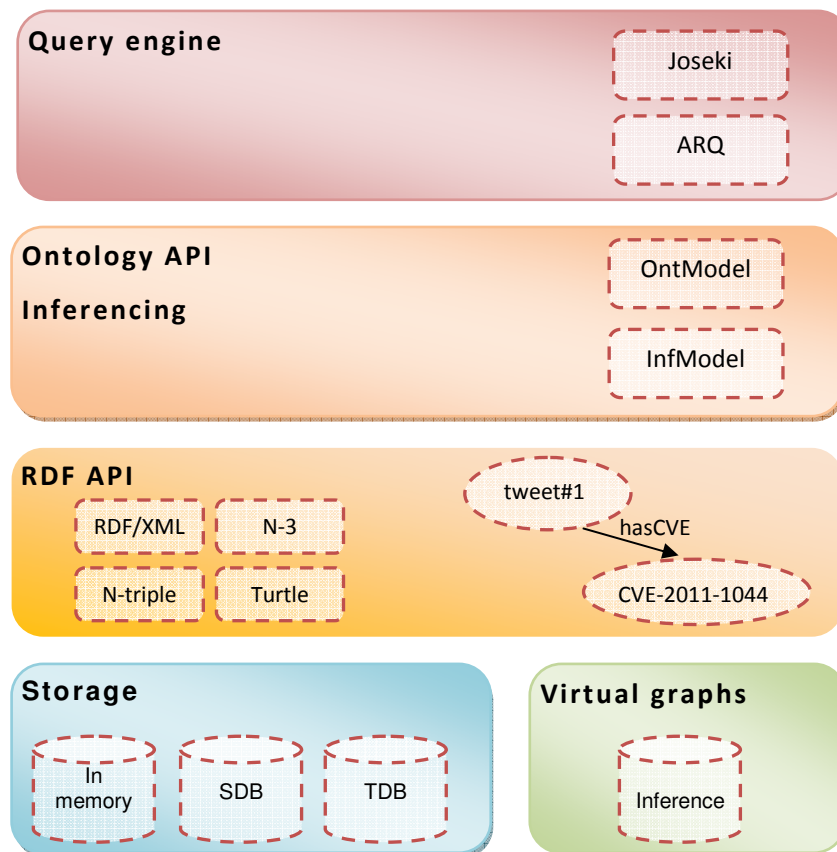 Query engine
Joseki
ARQ
Ontology API
Inferencing
OntModel
InfModel
RDF API
RDF/XML
N-3
N-triple
Turtle
tweet#1
hasCVE
CVE-2011-1044
Storage
In
memory
SDB
TDB
Virtual graphs
Inference